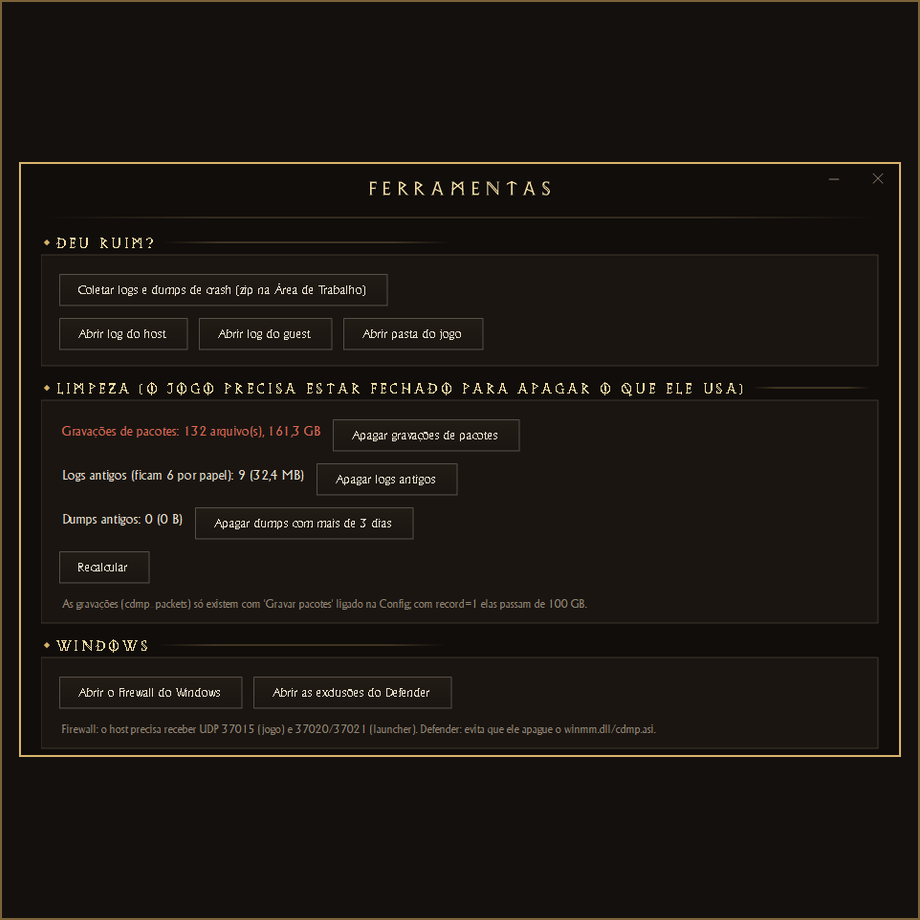 FERRAMENTAS
DEU RUIM?
Coletar logs e dumps de crash (zip na Área de Trabalho)
Abrir log do host Abrir log do guest Abrir pasta do jogo
LIMPEZA (O JOGO PRECISA ESTAR FECHADO PARA APAGAR O QUE ELE USA)
Gravações de pacotes: 132 arquivo(s), 161,3 GB Apagar gravações de pacotes
Logs antigos (ficam 6 por papel): 9 (32,4 MB) Apagar logs antigos
Dumps antigos: 0 (0 B) Apagar dumps com mais de 3 dias
Recalcular
As gravações (cdmp_packets) só existem com 'Gravar pacotes' ligado na Config; com record=1 elas passam de 100 GB.
WINDOWS
Abrir o Firewall do Windows Abrir as exclusões do Defender
Firewall: o host precisa receber UDP 37015 (jogo) e 37020/37021 (launcher). Defender: evita que ele apague o winmm.dll/cdmp.asi.